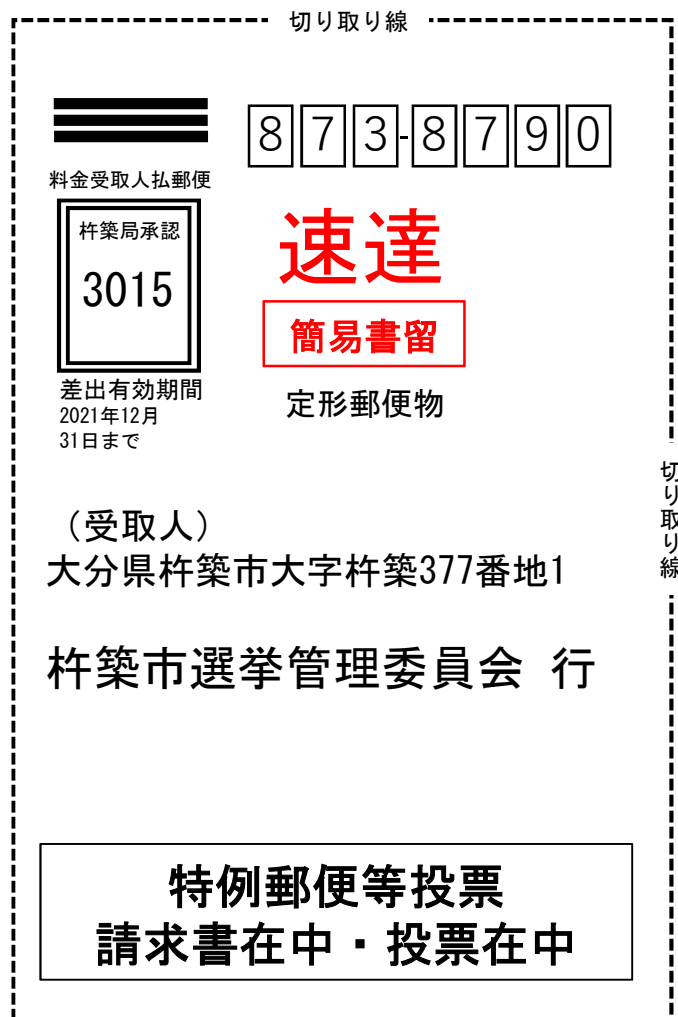 切り取り線
873-8790
料金受取人払郵便
杵築局承認
3015
速達
簡易書留
差出有効期間
2021年12月
31日まで
定形郵便物
切り取り線
（受取人）
大分県杵築市大字杵築377番地1
杵築市選挙管理委員会 行
特例郵便等投票
請求書在中・投票在中